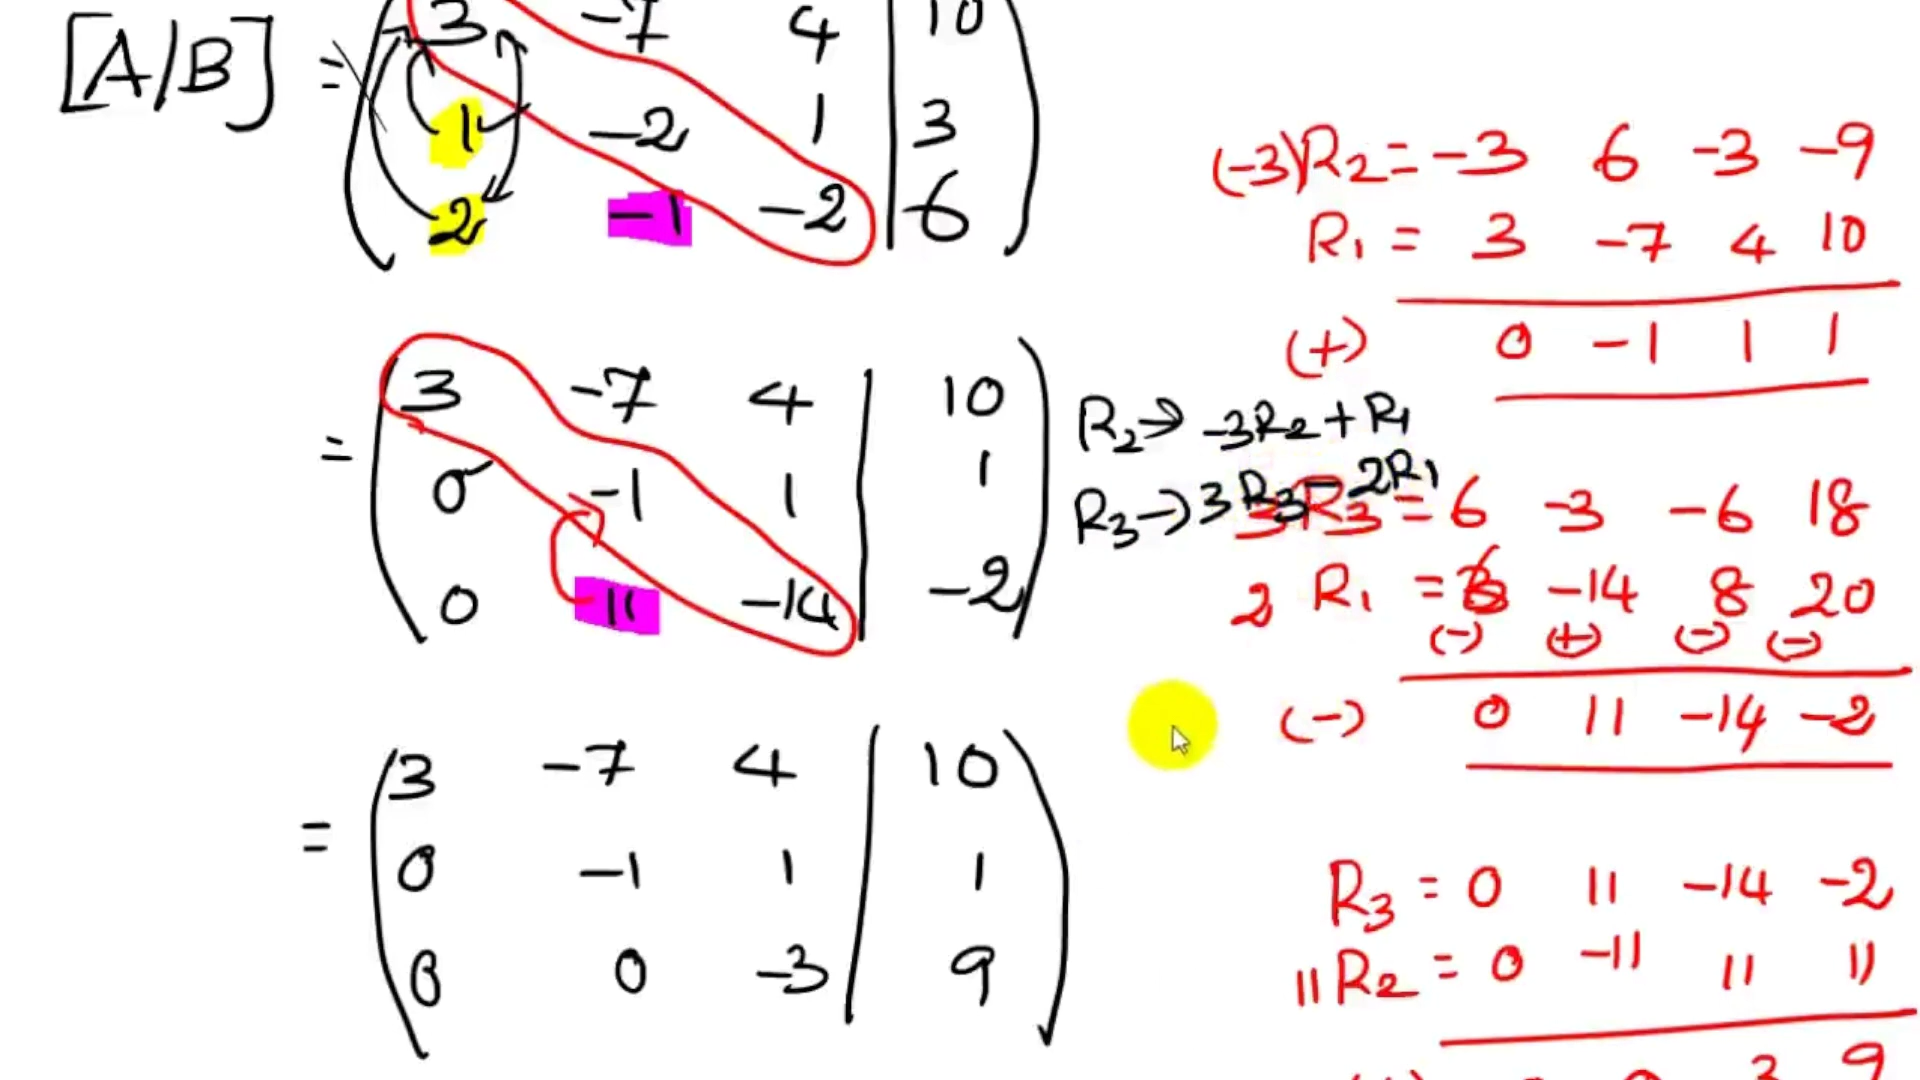 [A/B] = 3 -7 4 | 10
1 -2 1 | 3
2 -1 -2 | 6
(-3)R2 = -3 6 -3 -9
R1 = 3 -7 4 10
(+) 0 -1 1 1
= 3 -7 4 | 10
0 -1 1 | 1
0 11 -14 | -2
R2 → -3R2 + R1
R3 → 3R3 - 2R1
3R3 = 6 -3 -6 18
2 R1 = 6 -14 8 20
(-) (+) (-) (-)
(-) 0 11 -14 -2
= 3 -7 4 | 10
0 -1 1 | 1
0 0 -3 | 9
R3 = 0 11 -14 -2
11R2 = 0 -11 11 11
3 9